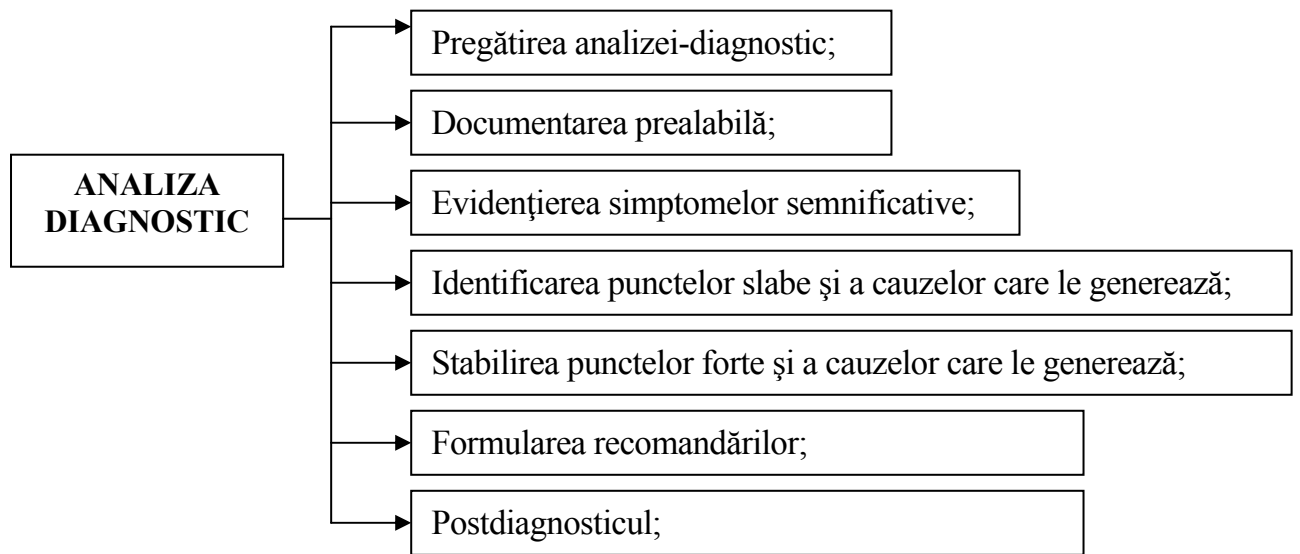 Pregătirea analizei-diagnostic;
Documentarea prealabilă;
ANALIZA
DIAGNOSTIC
Evidenţierea simptomelor semnificative;
Identificarea punctelor slabe şi a cauzelor care le generează;
Stabilirea punctelor forte şi a cauzelor care le generează;
Formularea recomandărilor;
Postdiagnosticul;